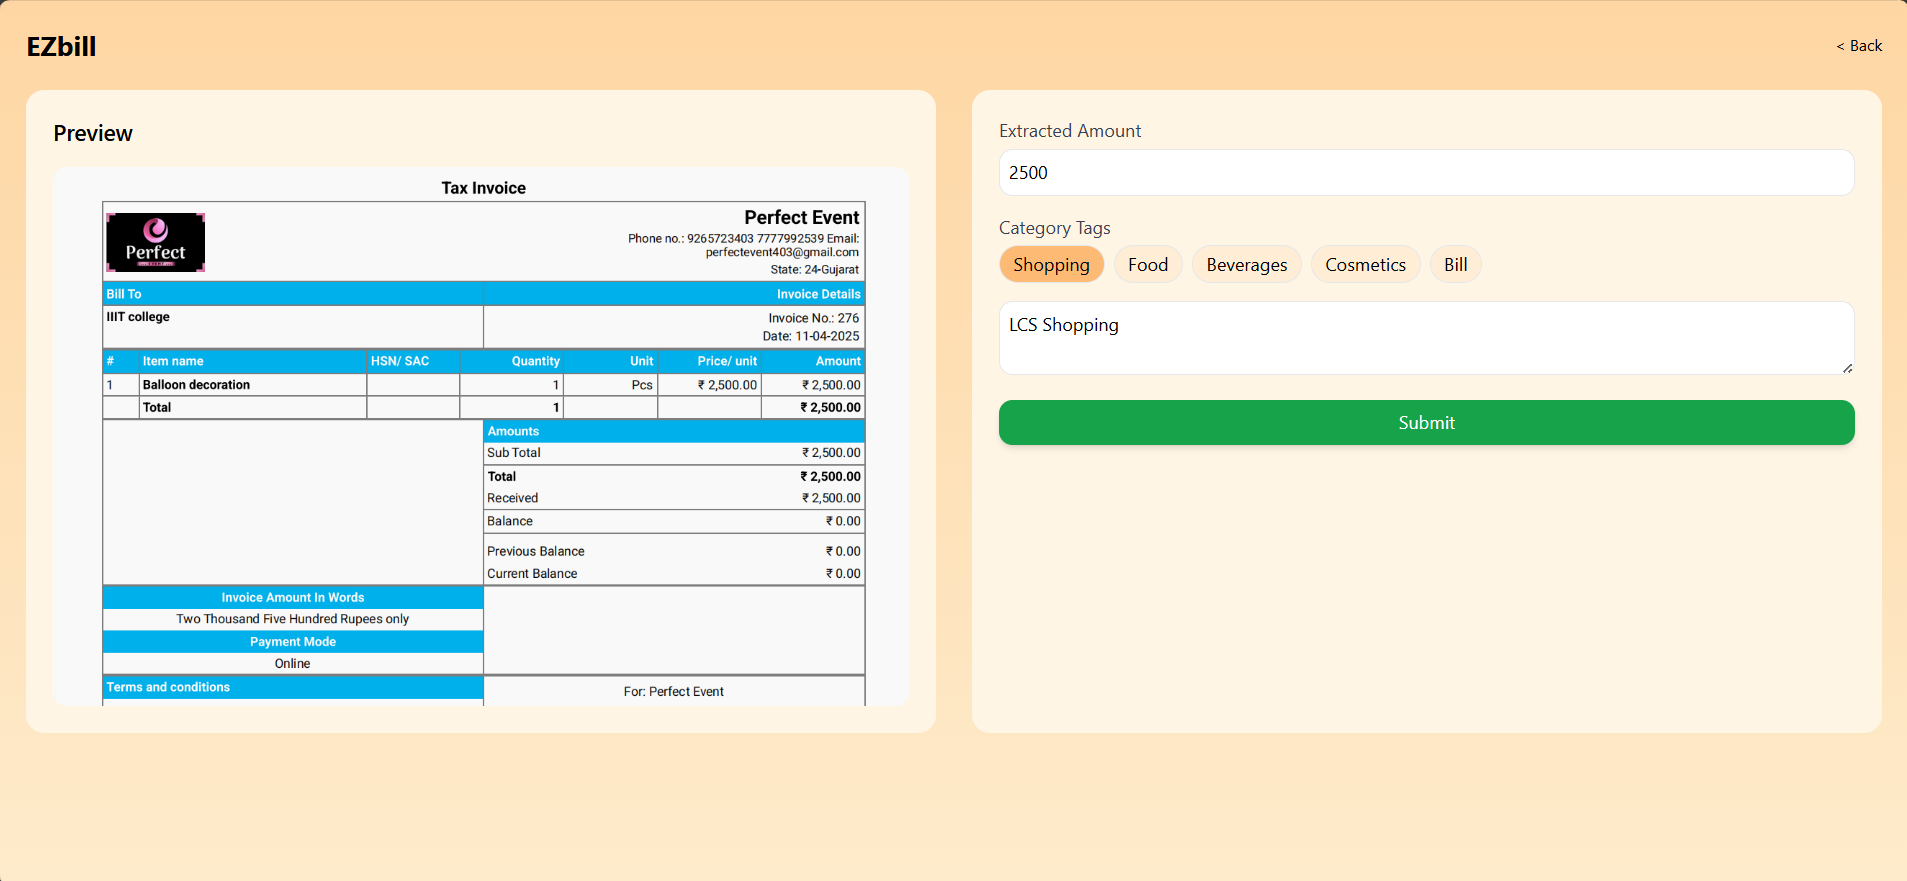 EZbill
< Back
Preview
Tax Invoice
Perfect
Perfect Event
Phone no.: 9265723403 7777992539 Email:
perfectevent403@gmail.com
State: 24-Gujarat
Bill To
Invoice Details
IIIT college
Invoice No.: 276
Date: 11-04-2025
# Item name HSN/ SAC Quantity Unit Price/ unit Amount
1 Balloon decoration 1 Pcs ₹ 2,500.00 ₹ 2,500.00
Total 1 ₹ 2,500.00
Amounts
Sub Total ₹ 2,500.00
Total ₹ 2,500.00
Received ₹ 2,500.00
Balance ₹ 0.00
Previous Balance ₹ 0.00
Current Balance ₹ 0.00
Invoice Amount In Words
Two Thousand Five Hundred Rupees only
Payment Mode
Online
Terms and conditions
For: Perfect Event
Extracted Amount
2500
Category Tags
Shopping Food Beverages Cosmetics Bill
LCS Shopping
Submit